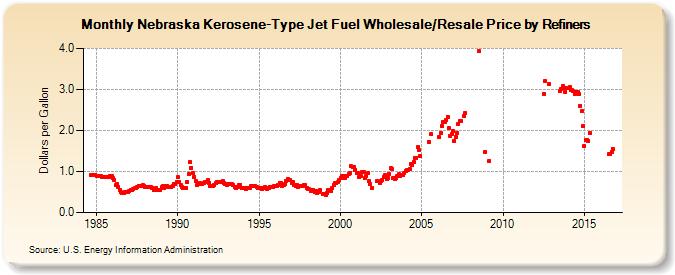 Monthly Nebraska Kerosene-Type Jet Fuel Wholesale/Resale Price by Refiners
Dollars per Gallon
4.0
3.0
2.0
1.0
0.0
1985 1990 1995 2000 2005 2010 2015
Source: U.S. Energy Information Administration